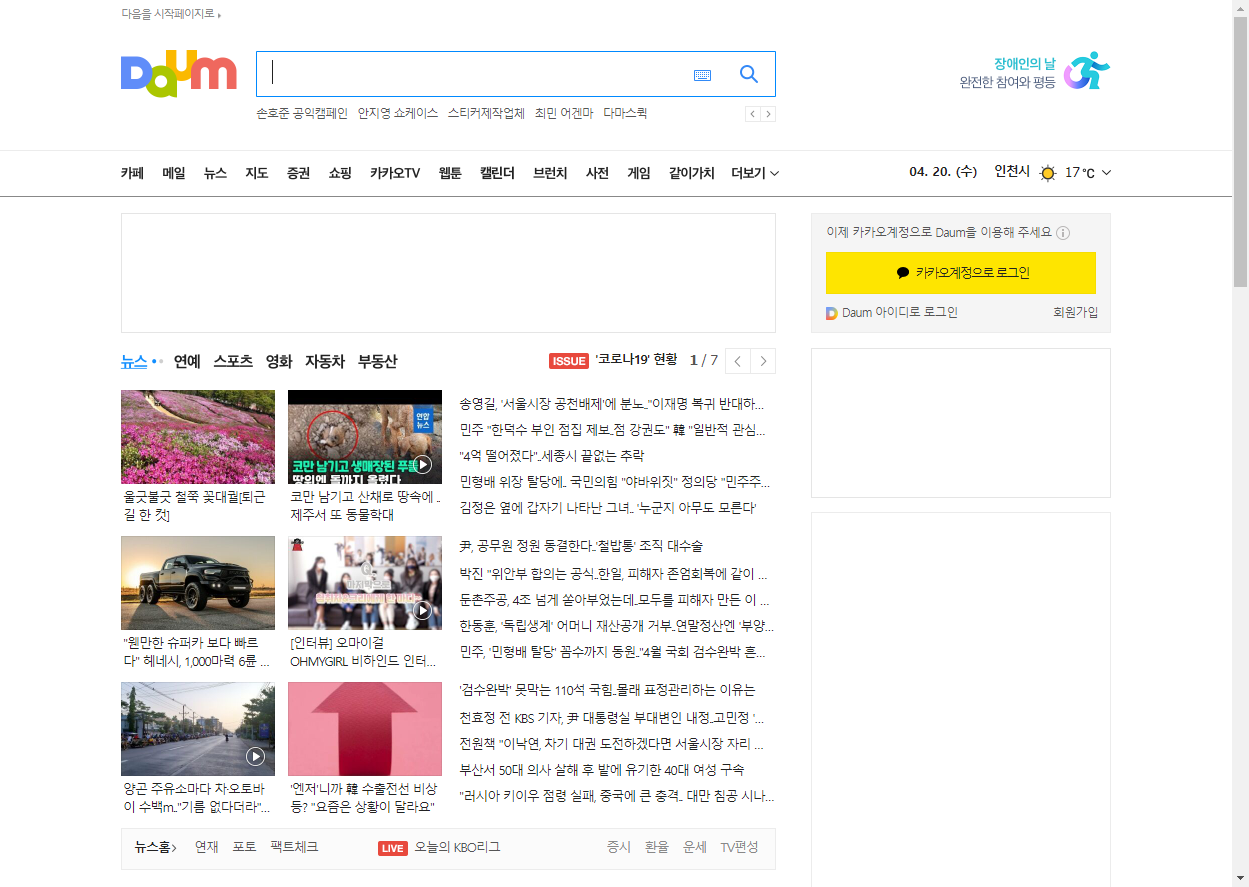 다음을 시작페이지로
Daum
장애인의 날
완전한 참여와 평등
손호준 공익캠페인 안지영 쇼케이스 스티커제작업체 최민 어겐마 다마스퀵
카페 메일 뉴스 지도 증권 쇼핑 카카오TV 웹툰 캘린더 브런치 사전 게임 같이가치 더보기
04. 20. (수) 인천시 17℃
이제 카카오계정으로 Daum을 이용해 주세요
카카오계정으로 로그인
Daum 아이디로 로그인 회원가입
뉴스 연예 스포츠 영화 자동차 부동산
ISSUE '코로나19' 현황 1 / 7
연합
뉴스
코만 남기고 생매장된 푸들
땅의엔 돌까지 올렸다
울긋불긋 철쭉 꽃대궐[퇴근
길 한 컷]
코만 남기고 산채로 땅속에 ..
제주서 또 동물학대
마지막으로
"웬만한 슈퍼카 보다 빠르
다" 헤네시, 1,000마력 6륜 ...
[인터뷰] 오마이걸
OHMYGIRL 비하인드 인터...
양곤 주유소마다 차·오토바
이 수백m.."기름 없다더라"...
'엔저'니까 韓 수출전선 비상
등? "요즘은 상황이 달라요"
송영길, '서울시장 공천배제'에 분노.."이재명 복귀 반대하...
민주 "한덕수 부인 점집 제보..점 강권도" 韓 "일반적 관심...
"4억 떨어졌다"..세종시 끝없는 추락
민형배 위장 탈당에.. 국민의힘 "야바위짓" 정의당 "민주주...
김정은 옆에 갑자기 나타난 그녀.. '누군지 아무도 모른다'
尹, 공무원 정원 동결한다..'철밥통' 조직 대수술
박진 "위안부 합의는 공식..한일, 피해자 존엄회복에 같이 ...
둔촌주공, 4조 넘게 쏟아부었는데..모두를 피해자 만든 이 ...
한동훈, '독립생계' 어머니 재산공개 거부..연말정산엔 '부양...
민주, '민형배 탈당' 꼼수까지 동원.."4월 국회 검수완박 흔...
'검수완박' 못막는 110석 국힘..몰래 표정관리하는 이유는
천효정 전 KBS 기자, 尹 대통령실 부대변인 내정..고민정 '...
전원책 "이낙연, 차기 대권 도전하겠다면 서울시장 자리 ...
부산서 50대 의사 살해 후 밭에 유기한 40대 여성 구속
"러시아 키이우 점령 실패, 중국에 큰 충격.. 대만 침공 시나...
뉴스홈 연재 포토 팩트체크 LIVE 오늘의 KBO리그 증시 환율 운세 TV편성